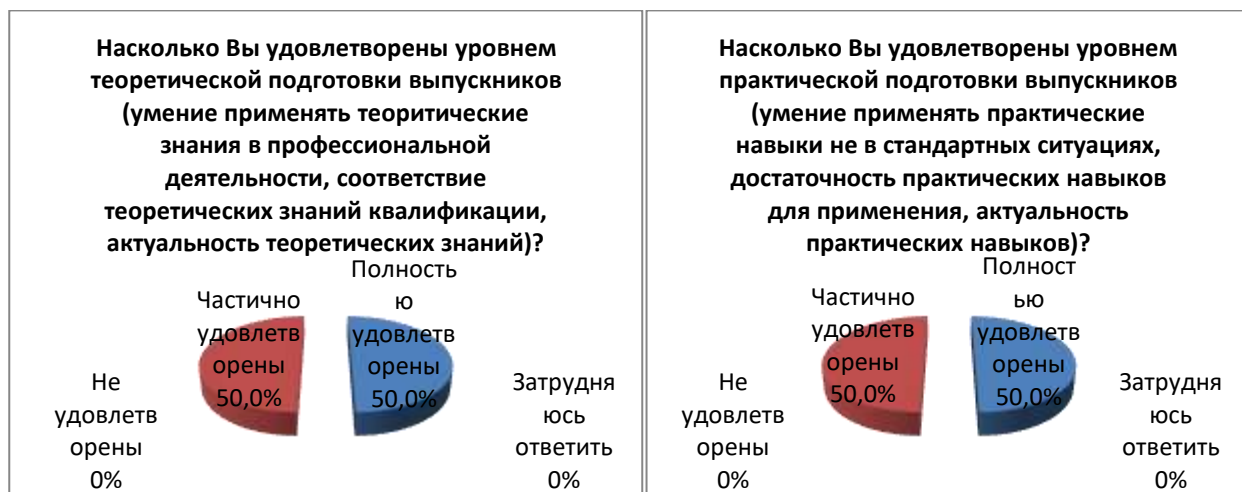 Насколько Вы удовлетворены уровнем
теоретической подготовки выпускников
(умение применять теоритические
знания в профессиональной
деятельности, соответствие
теоретических знаний квалификации,
актуальность теоретических знаний)?
Полность
ю
удовлетв
орены
50,0%
Частично
удовлетв
орены
50,0%
Не
удовлетв
орены
0%
Затрудня
юсь
ответить
0%
Насколько Вы удовлетворены уровнем
практической подготовки выпускников
(умение применять практические
навыки не в стандартных ситуациях,
достаточность практических навыков
для применения, актуальность
практических навыков)?
Полност
ью
удовлетв
орены
50,0%
Частично
удовлетв
орены
50,0%
Не
удовлетв
орены
0%
Затрудня
юсь
ответить
0%